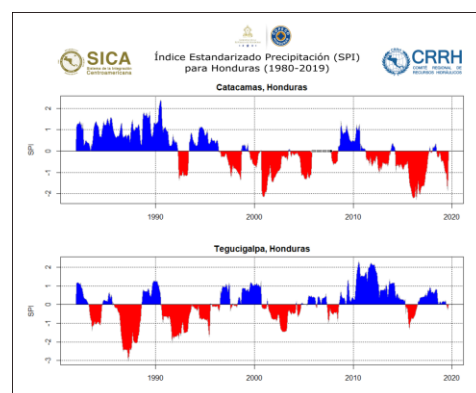 SICA
Sistema de la Integración
Centroamericana
Índice Estandarizado Precipitación (SPI)
para Honduras (1980-2019)
CRRH
COMITÉ REGIONAL DE
RECURSOS HIDRÁULICOS
Catacamas, Honduras
SPI
2
1
0
-1
-2
1990
2000
2010
2020
Tegucigalpa, Honduras
SPI
2
1
0
-1
-2
-3
1990
2000
2010
2020